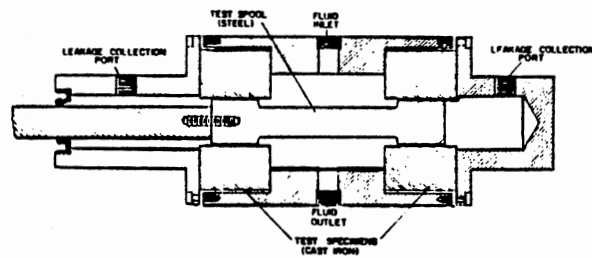 TEST SPOOL
(STEEL)
FLUID
INLET
LEAKAGE COLLECTION
PORT
LEAKAGE COLLECTION
PORT
FLUID
OUTLET
TEST SPECIMENS
(CAST IRON)